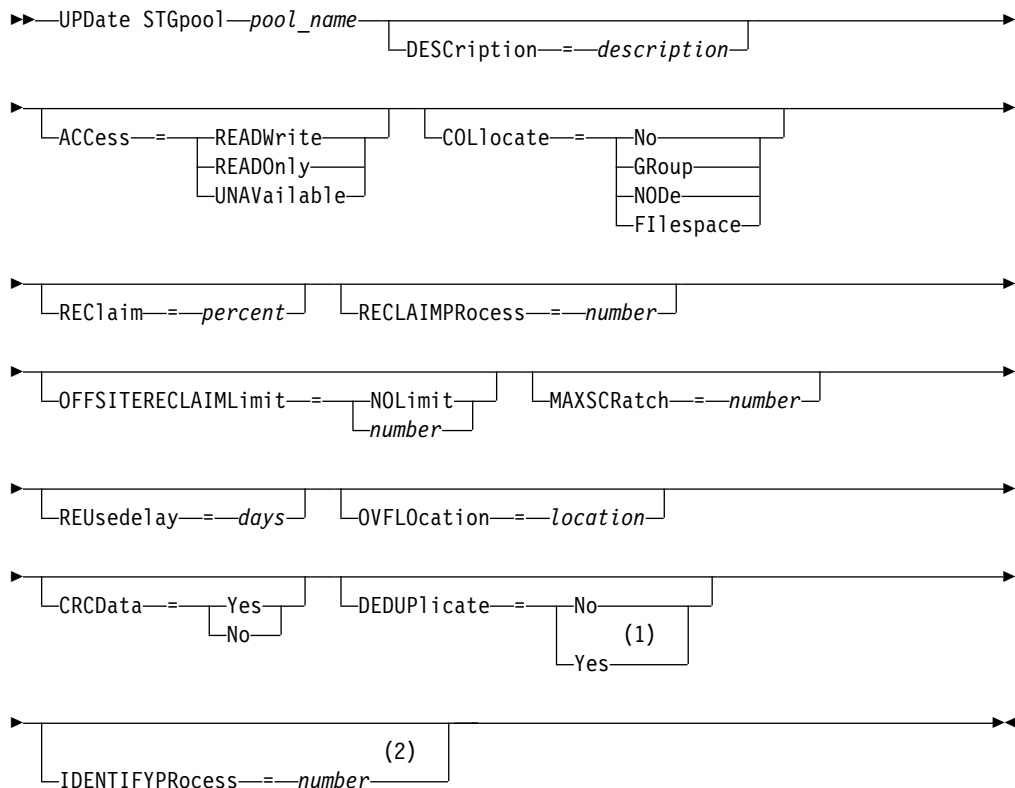 UPDate STGpool pool_name
DESCription = description
ACCess = READWrite
READOnly
UNAVailable
COLlocate = No
GRoup
NODe
FIlespace
REClaim = percent
RECLAIMPRocess = number
OFFSITERECLAIMLimit = NOLimit
number
MAXSCRatch = number
REUsedelay = days
OVFLOcation = location
CRCData = Yes
No
DEDUPlicate = No
(1)
Yes
(2)
IDENTIFYPRocess = number